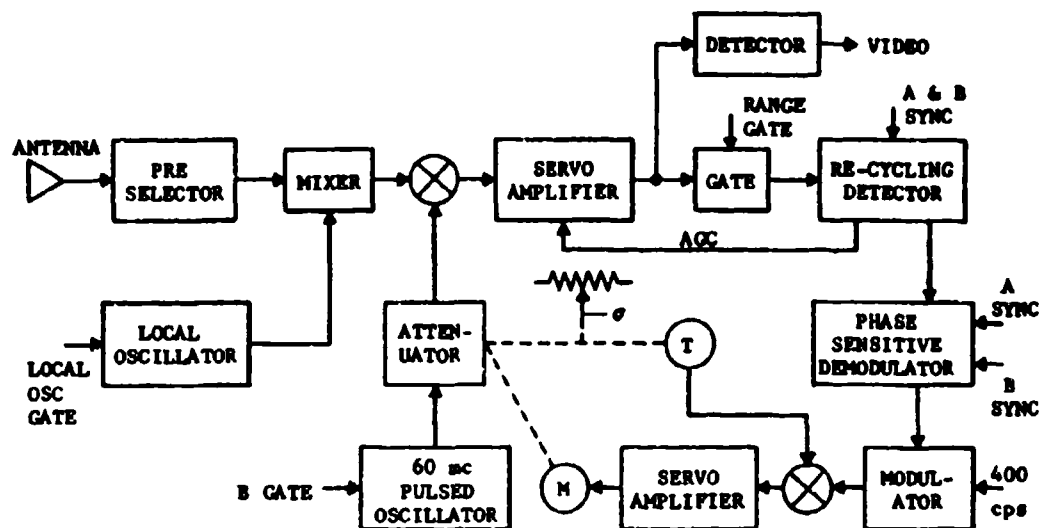 DETECTOR
VIDEO
A & B
SYNC
RANGE
GATE
ANTENNA
PRE
SELECTOR
MIXER
SERVO
AMPLIFIER
GATE
RE-CYCLING
DETECTOR
AGC
LOCAL
OSCILLATOR
LOCAL
OSC
GATE
ATTEN-
UATOR
σ
T
PHASE
SENSITIVE
DEMODULATOR
A
SYNC
B
SYNC
B GATE
60 mc
PULSED
OSCILLATOR
M
SERVO
AMPLIFIER
MODUL-
ATOR
400
cps